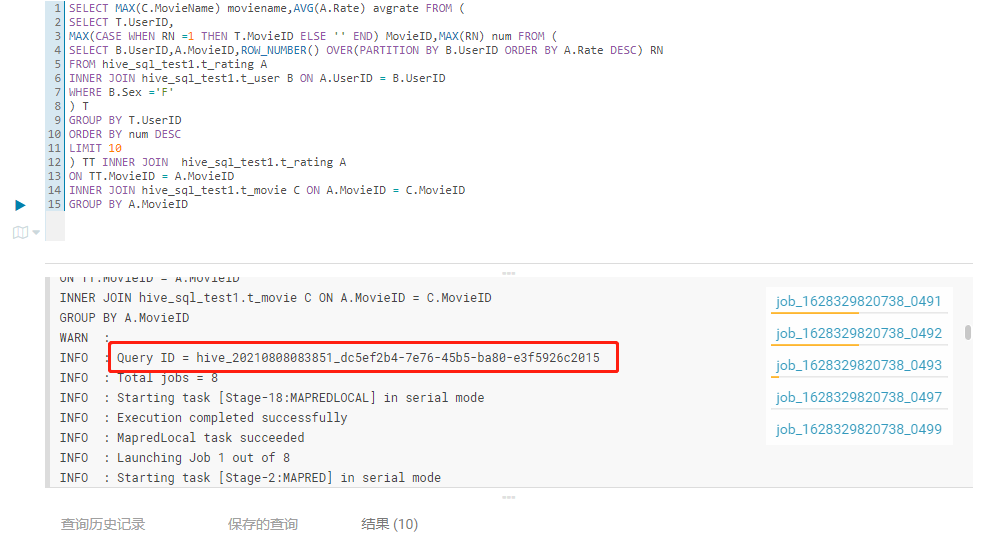 1 SELECT MAX(C.MovieName) moviename,AVG(A.Rate) avgrate FROM (
2 SELECT T.UserID,
3 MAX(CASE WHEN RN =1 THEN T.MovieID ELSE '' END) MovieID,MAX(RN) num FROM (
4 SELECT B.UserID,A.MovieID,ROW_NUMBER() OVER(PARTITION BY B.UserID ORDER BY A.Rate DESC) RN
5 FROM hive_sql_test1.t_rating A
6 INNER JOIN hive_sql_test1.t_user B ON A.UserID = B.UserID
7 WHERE B.Sex ='F'
8 ) T
9 GROUP BY T.UserID
10 ORDER BY num DESC
11 LIMIT 10
12 ) TT INNER JOIN  hive_sql_test1.t_rating A
13 ON TT.MovieID = A.MovieID
14 INNER JOIN hive_sql_test1.t_movie C ON A.MovieID = C.MovieID
15 GROUP BY A.MovieID
ON TT.MovieID = A.MovieID
INNER JOIN hive_sql_test1.t_movie C ON A.MovieID = C.MovieID
GROUP BY A.MovieID
WARN  :
INFO  : Query ID = hive_20210808083851_dc5ef2b4-7e76-45b5-ba80-e3f5926c2015
INFO  : Total jobs = 8
INFO  : Starting task [Stage-18:MAPREDLOCAL] in serial mode
INFO  : Execution completed successfully
INFO  : MapredLocal task succeeded
INFO  : Launching Job 1 out of 8
INFO  : Starting task [Stage-2:MAPRED] in serial mode
job_1628329820738_0491
job_1628329820738_0492
job_1628329820738_0493
job_1628329820738_0497
job_1628329820738_0499
查询历史记录 保存的查询 结果 (10)